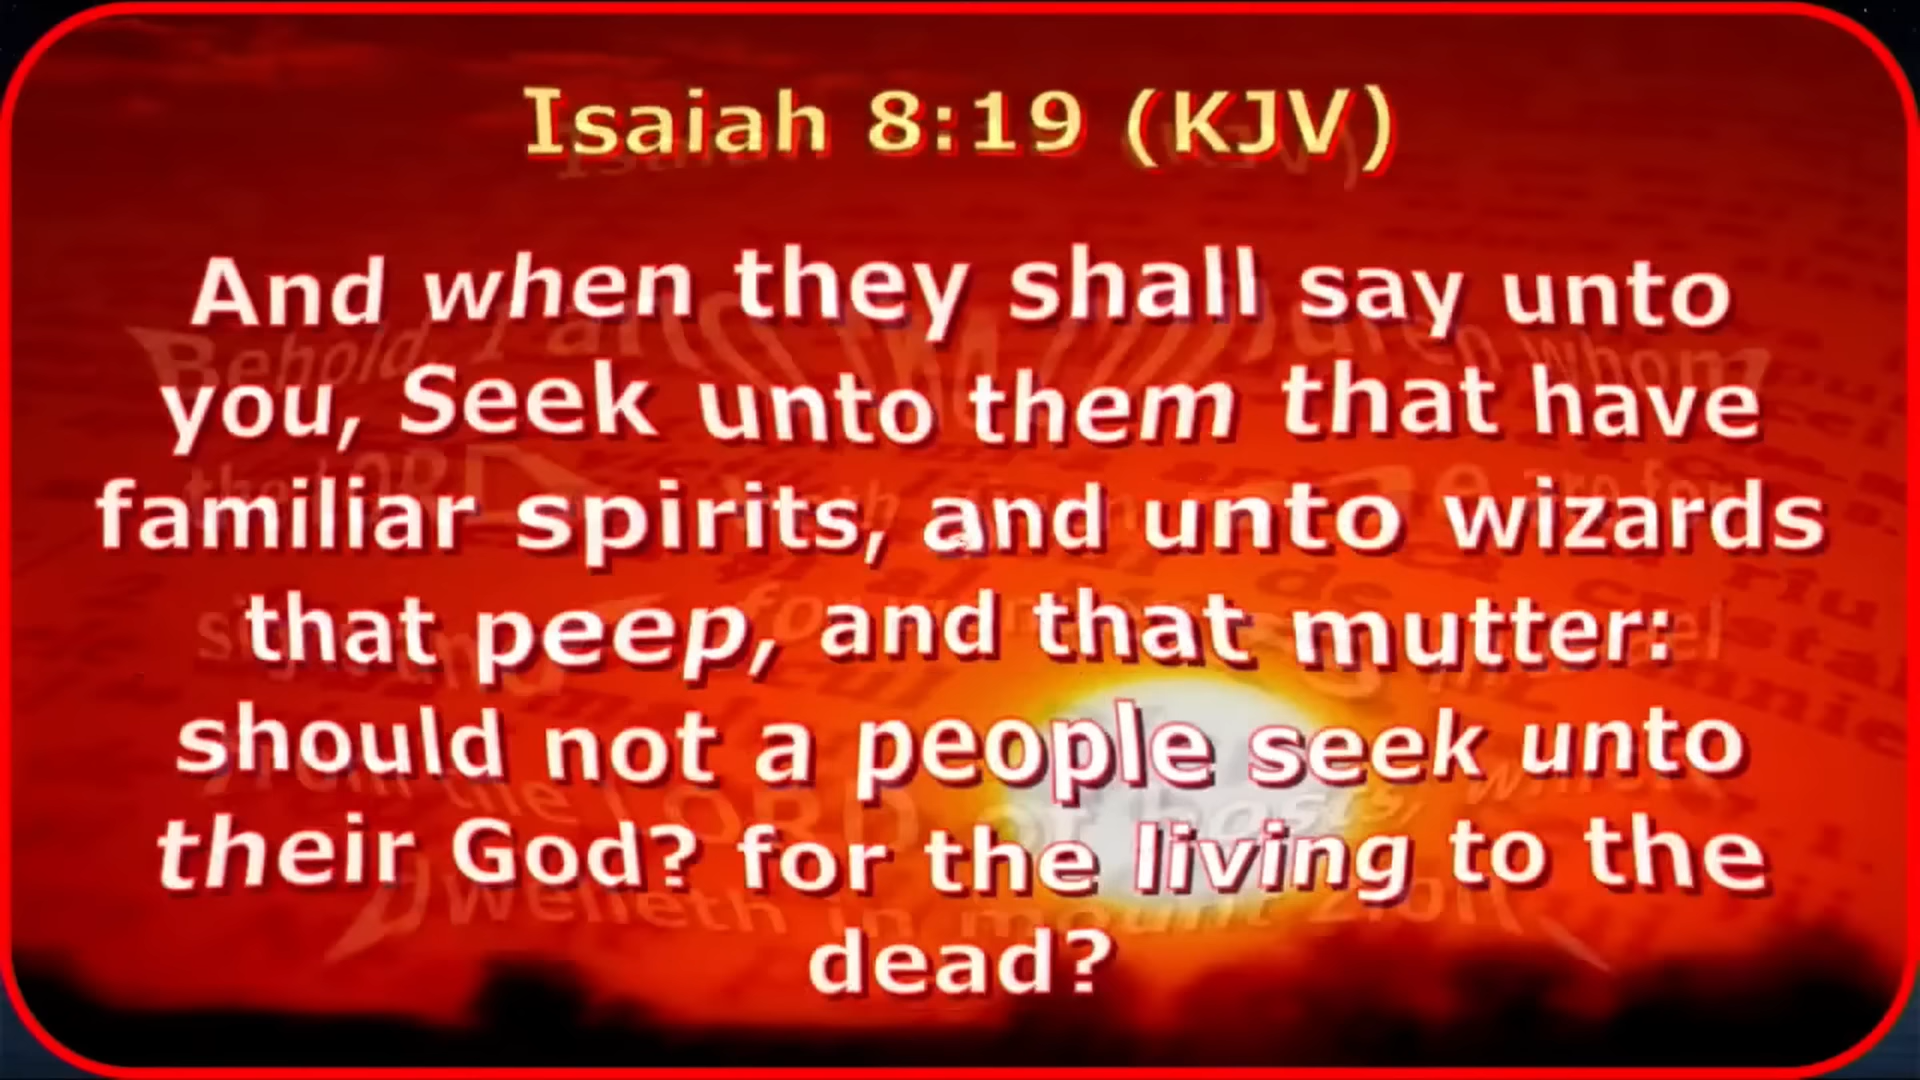 Isaiah 8:19 (KJV)
And when they shall say unto
you, Seek unto them that have
familiar spirits, and unto wizards
that peep, and that mutter:
should not a people seek unto
their God? for the living to the
dead?